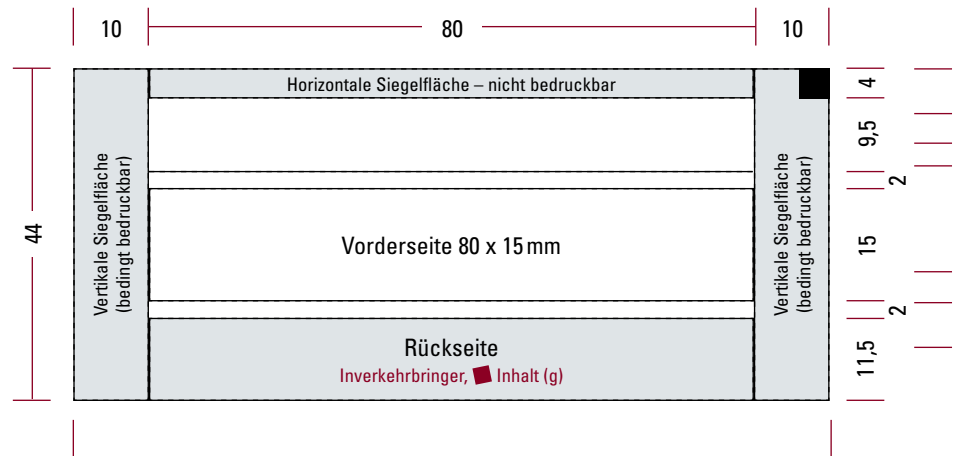 10
80
10
Horizontale Siegelfläche – nicht bedruckbar
4
9,5
2
Vertikale Siegelfläche
(bedingt bedruckbar)
44
Vorderseite 80 x 15 mm
Vertikale Siegelfläche
(bedingt bedruckbar)
15
2
Rückseite
Inverkehrbringer, Inhalt (g)
11,5